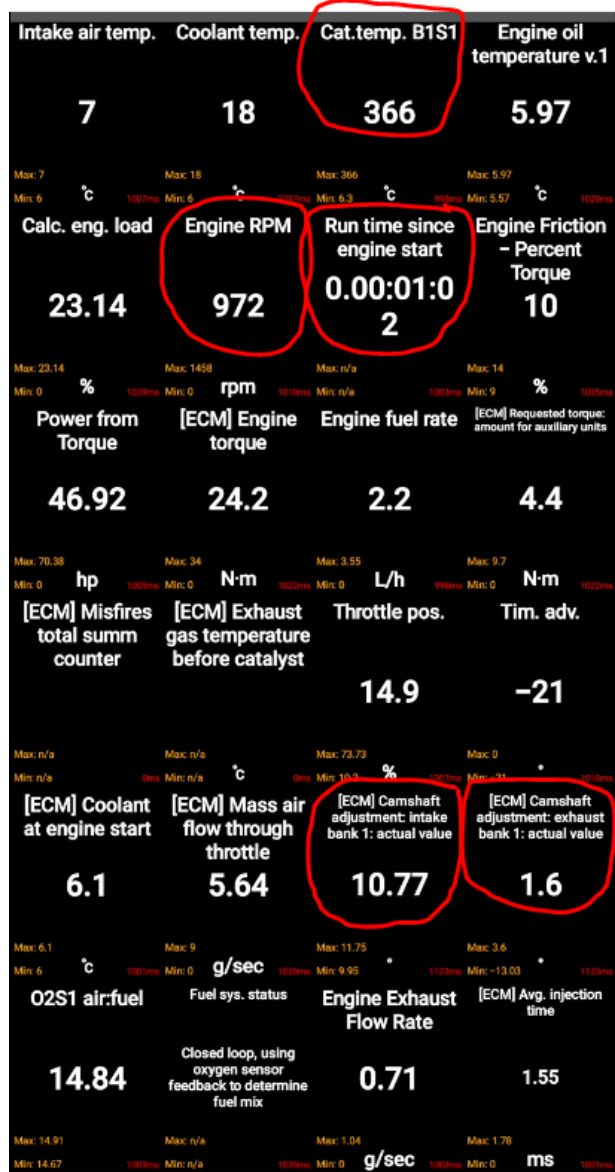 Intake air temp. Coolant temp. Cat.temp. B1S1 Engine oil
temperature v.1
7 18 366 5.97
Max: 7 Max: 18 Max: 366 Max: 5.97
Min: 6 °C 1007ms Min: 6 °C Min: 6.3 °C 998ms Min: 5.57 °C 1020ms
Calc. eng. load Engine RPM Run time since Engine Friction
engine start – Percent
Torque
23.14 972 0.00:01:0 10
2
Max: 23.14 Max: 1458 Max: n/a Max: 14
Min: 0 % 1009ms Min: 0 rpm 1010ms Min: n/a 1003ms Min: 9 % 1005ms
Power from [ECM] Engine Engine fuel rate [ECM] Requested torque:
Torque torque amount for auxiliary units
46.92 24.2 2.2 4.4
Max: 70.38 Max: 34 Max: 3.55 Max: 9.7
Min: 0 hp 1005ms Min: 0 N·m 1022ms Min: 0 L/h 998ms Min: 0 N·m 1022ms
[ECM] Misfires [ECM] Exhaust Throttle pos. Tim. adv.
total summ gas temperature
counter before catalyst
14.9 −21
Max: n/a Max: n/a Max: 73.73 Max: 0
Min: n/a 0ms Min: n/a °C 0ms Min: 10.2 % 1007ms Min: −21 ° 1010ms
[ECM] Coolant [ECM] Mass air [ECM] Camshaft [ECM] Camshaft
at engine start flow through adjustment: intake adjustment: exhaust
throttle bank 1: actual value bank 1: actual value
6.1 5.64 10.77 1.6
Max: 6.1 Max: 9 Max: 11.75 Max: 3.6
Min: 6 °C 1001ms Min: 0 g/sec 1020ms Min: 9.95 ° 1123ms Min: −13.03 ° 1123ms
O2S1 air:fuel Fuel sys. status Engine Exhaust [ECM] Avg. injection
Flow Rate time
14.84 Closed loop, using 0.71 1.55
oxygen sensor
feedback to determine
fuel mix
Max: 14.91 Max: n/a Max: 1.04 Max: 1.78
Min: 14.67 1003ms Min: n/a 1039ms Min: 0 g/sec 1002ms Min: 0 ms